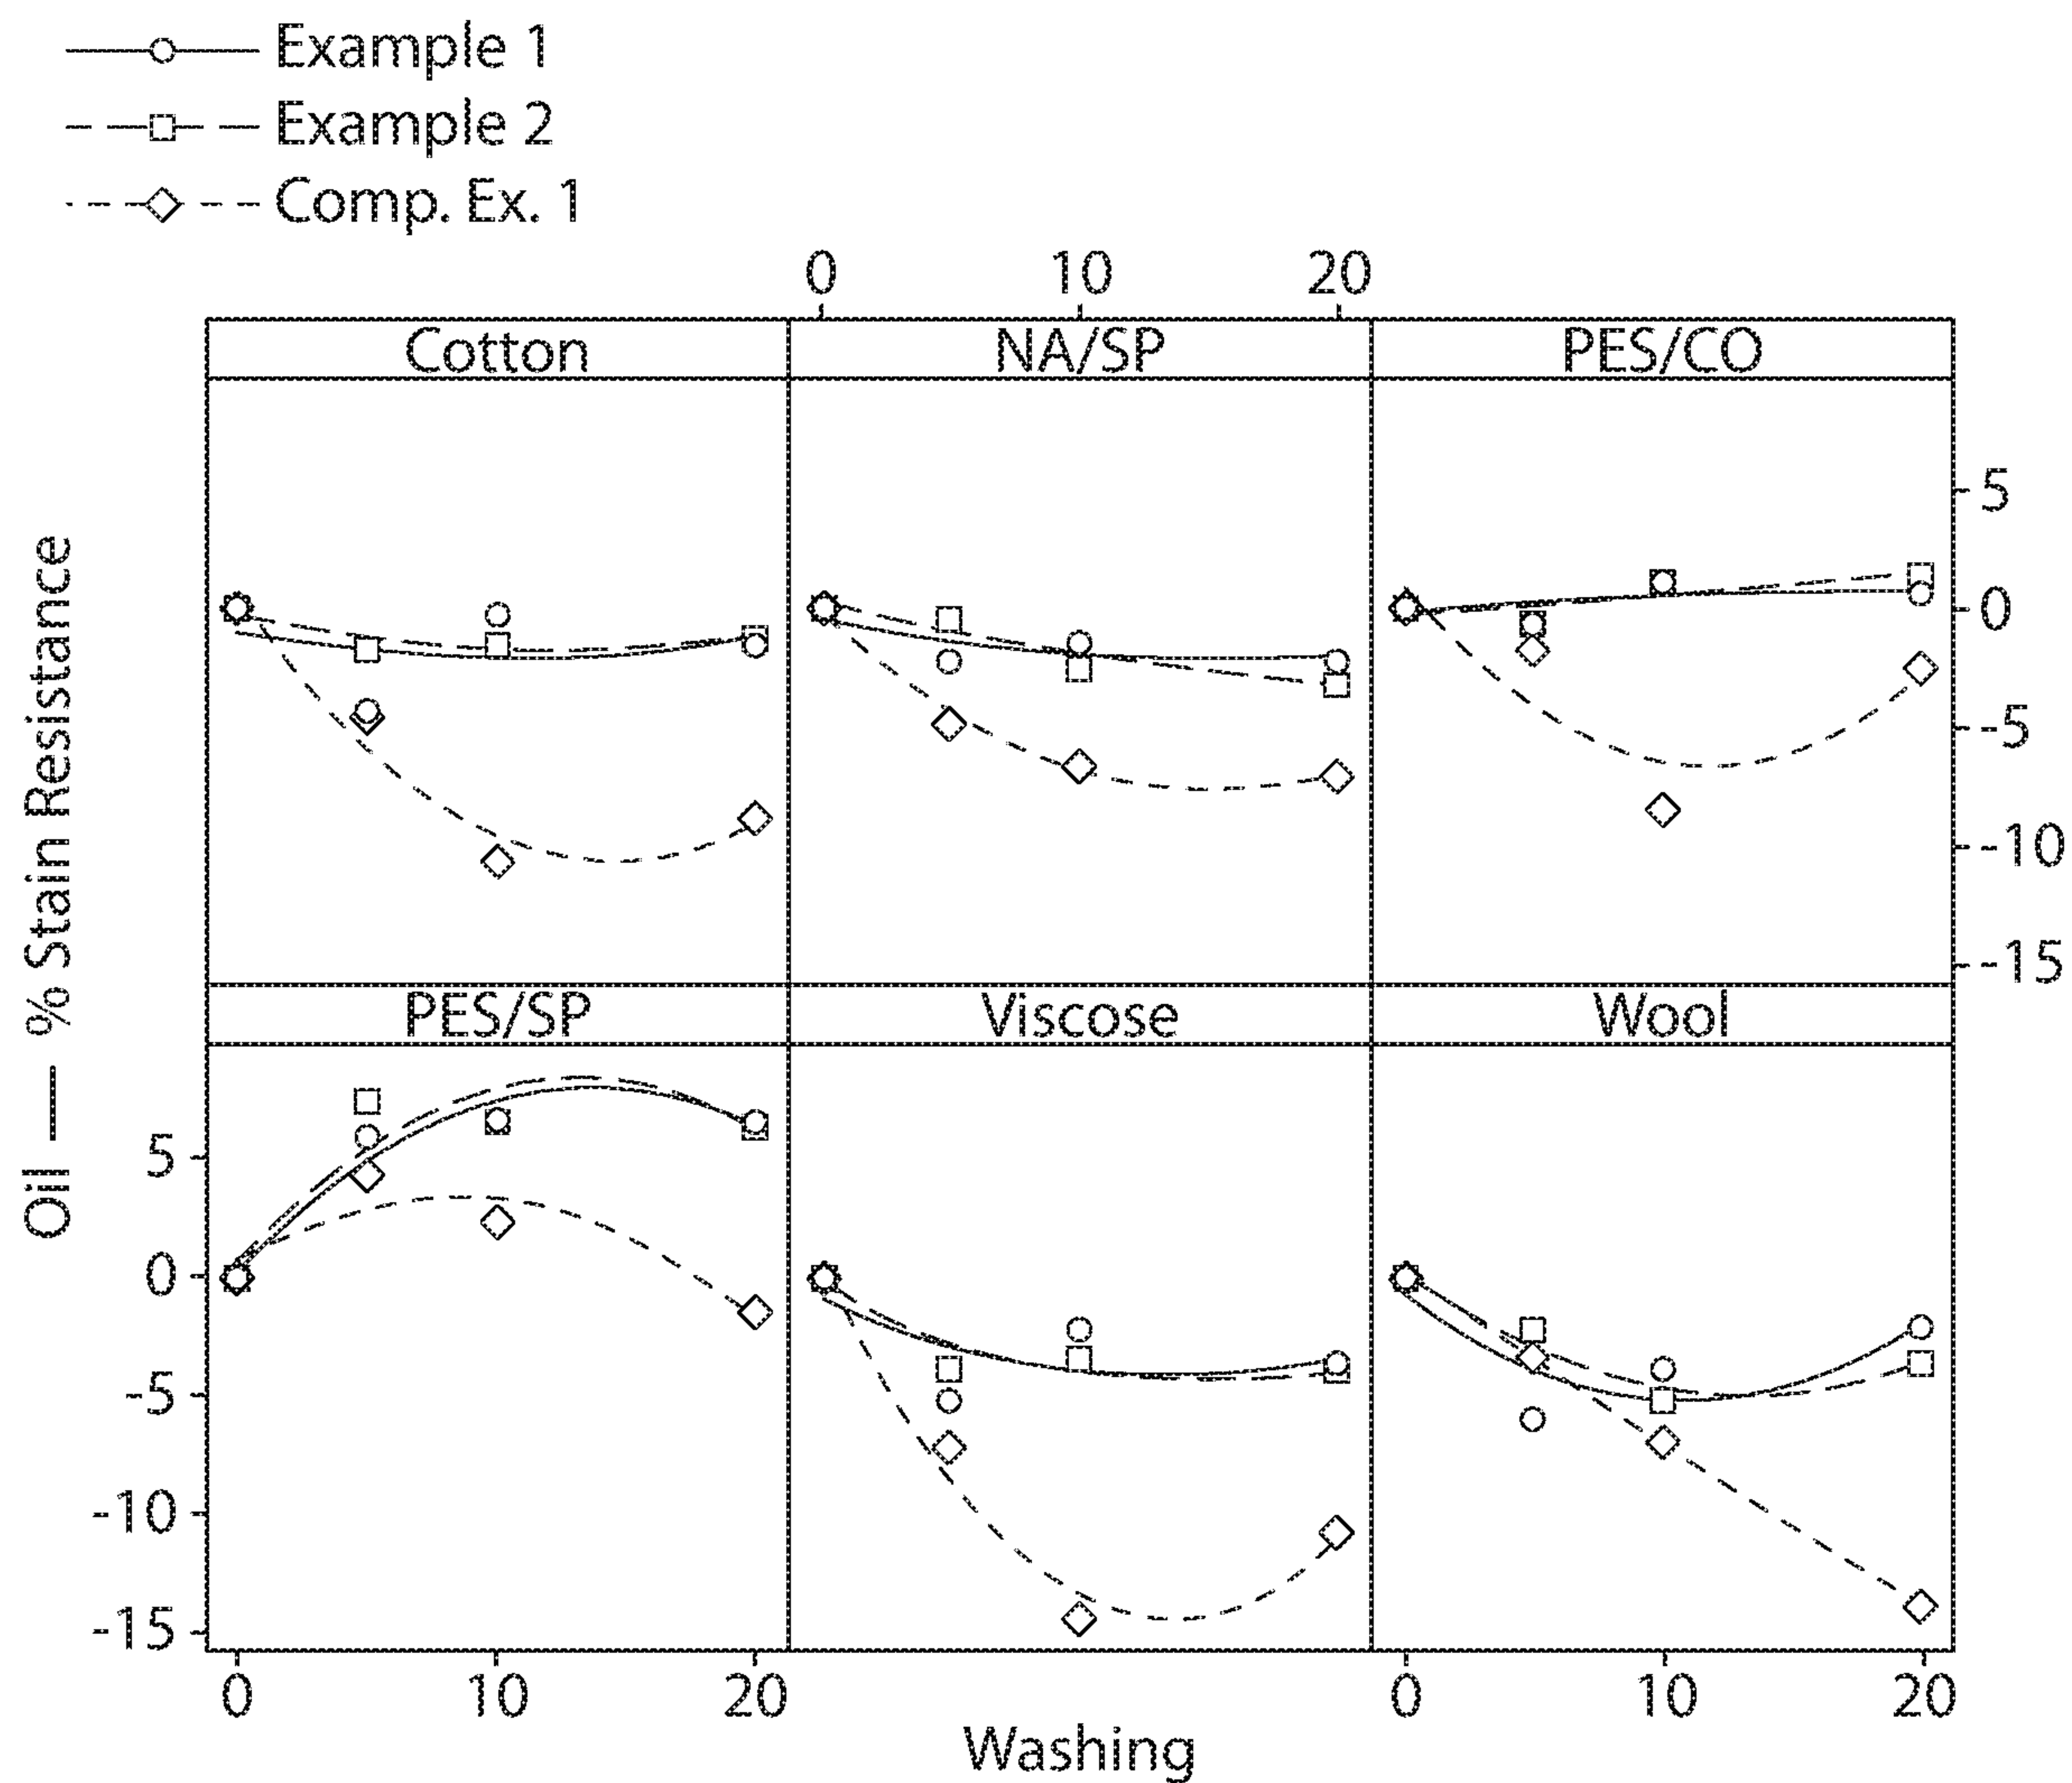 Example 1
Example 2
Comp. Ex. 1
0 10 20
Cotton NA/SP PES/CO
5
0
-5
-10
-15
Oil — % Stain Resistance
PES/SP Viscose Wool
5
0
-5
-10
-15
0 10 20 0 10 20
Washing